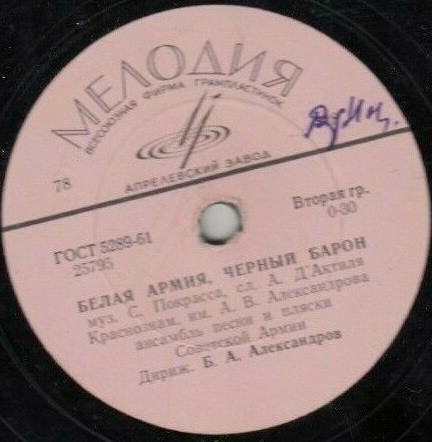 МЕЛОДИЯ
ВСЕСОЮЗНАЯ ФИРМА ГРАМПЛАСТИНОК
АПРЕЛЕВСКИЙ ЗАВОД
78
ГОСТ 5289-61
25795
Вторая гр.
0-30
БЕЛАЯ АРМИЯ, ЧЕРНЫЙ БАРОН
муз. С. Покрасса, сл. А. Д'Актиля
Краснознам. им. А. В. Александрова
ансамбль песни и пляски
Советской Армии
Дириж. Б. А. Александров